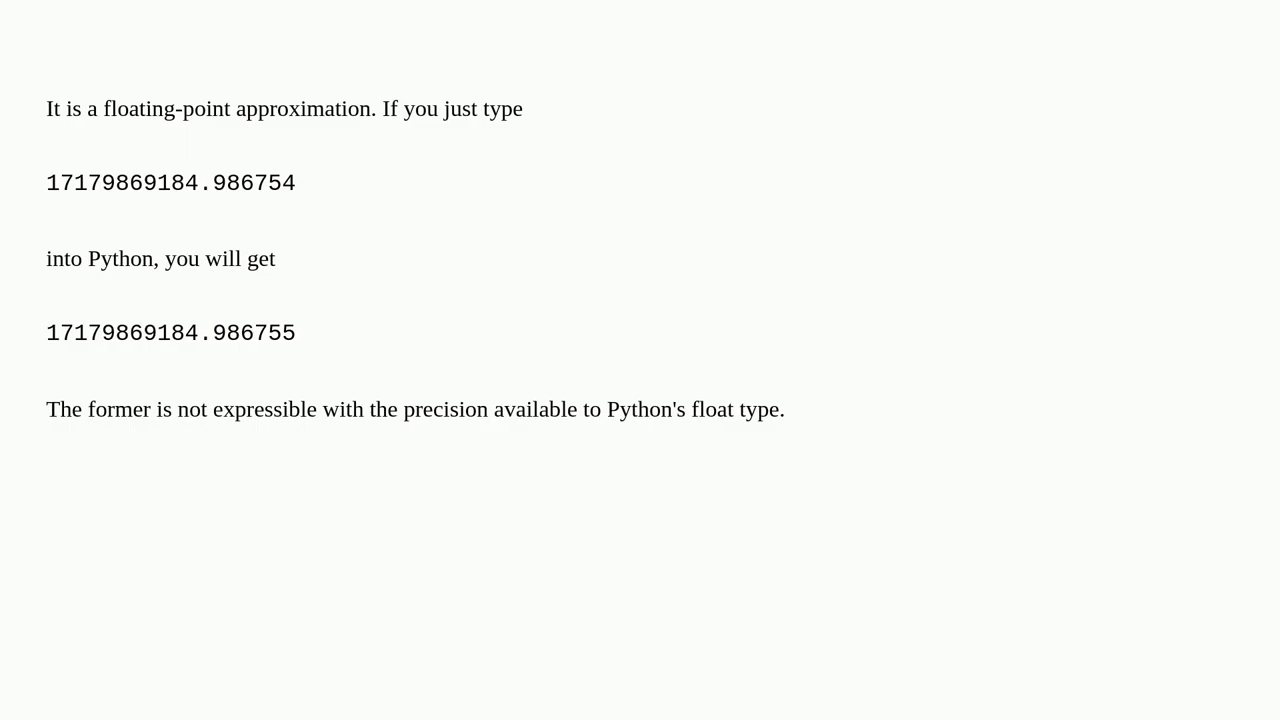 It is a floating-point approximation. If you just type
17179869184.986754
into Python, you will get
17179869184.986755
The former is not expressible with the precision available to Python's float type.